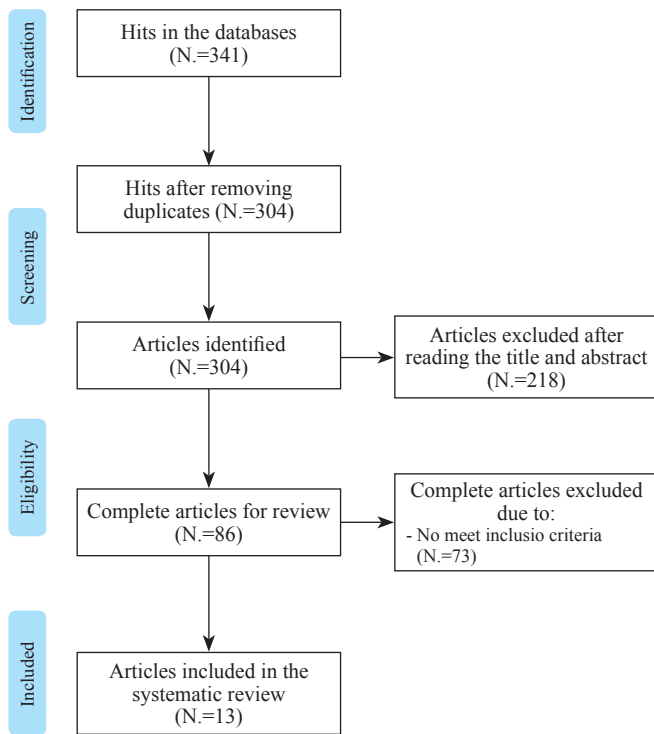 Identification
Hits in the databases
(N.=341)
Hits after removing
duplicates (N.=304)
Screening
Articles identified
(N.=304)
Articles excluded after
reading the title and abstract
(N.=218)
Eligibility
Complete articles for review
(N.=86)
Complete articles excluded
due to:
- No meet inclusio criteria
(N.=73)
Included
Articles included in the
systematic review
(N.=13)